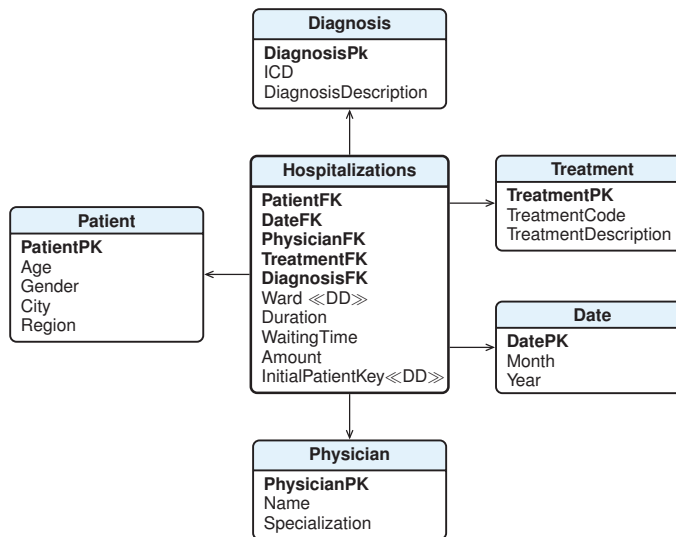 Diagnosis
DiagnosisPk
ICD
DiagnosisDescription
Hospitalizations
PatientFK
DateFK
PhysicianFK
TreatmentFK
DiagnosisFK
Ward ≪DD≫
Duration
WaitingTime
Amount
InitialPatientKey≪DD≫
Treatment
TreatmentPK
TreatmentCode
TreatmentDescription
Patient
PatientPK
Age
Gender
City
Region
Date
DatePK
Month
Year
Physician
PhysicianPK
Name
Specialization